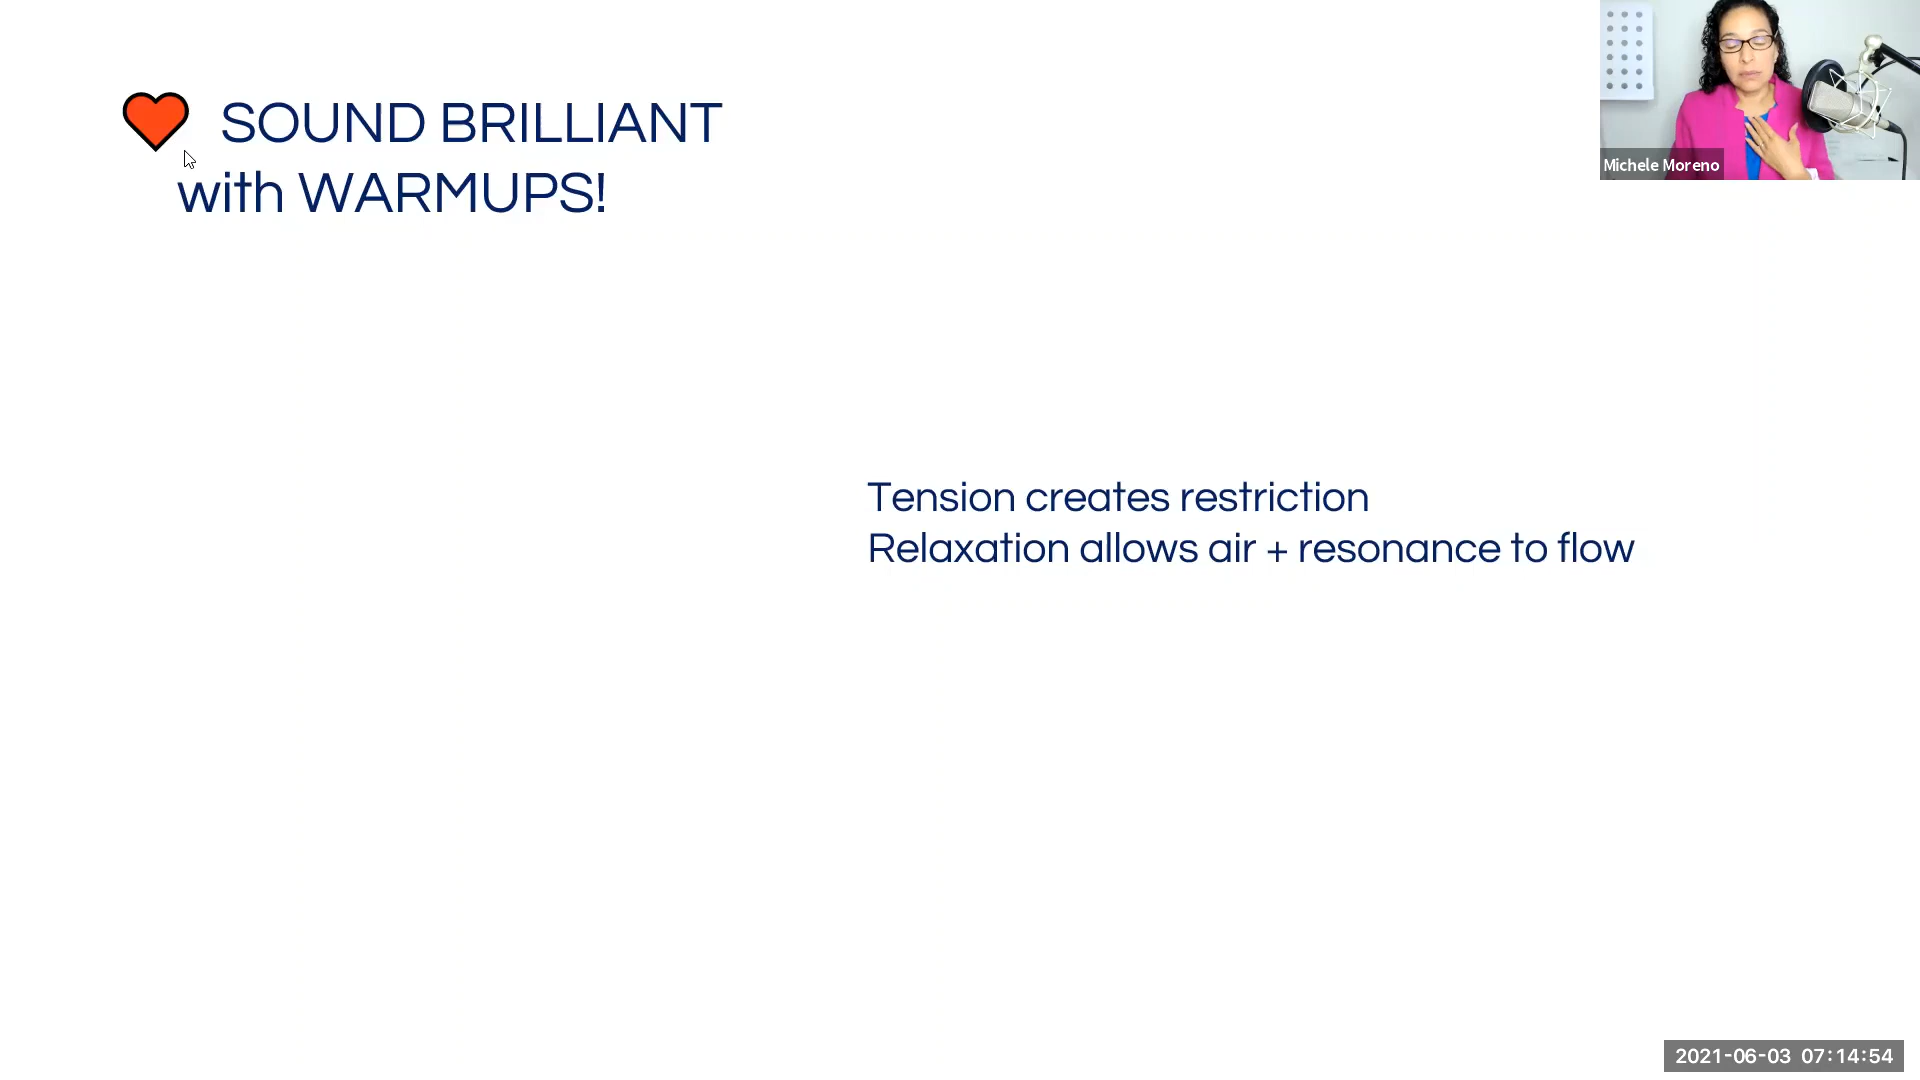 SOUND BRILLIANT
with WARMUPS!
Michele Moreno
Tension creates restriction
Relaxation allows air + resonance to flow
2021-06-03 07:14:54